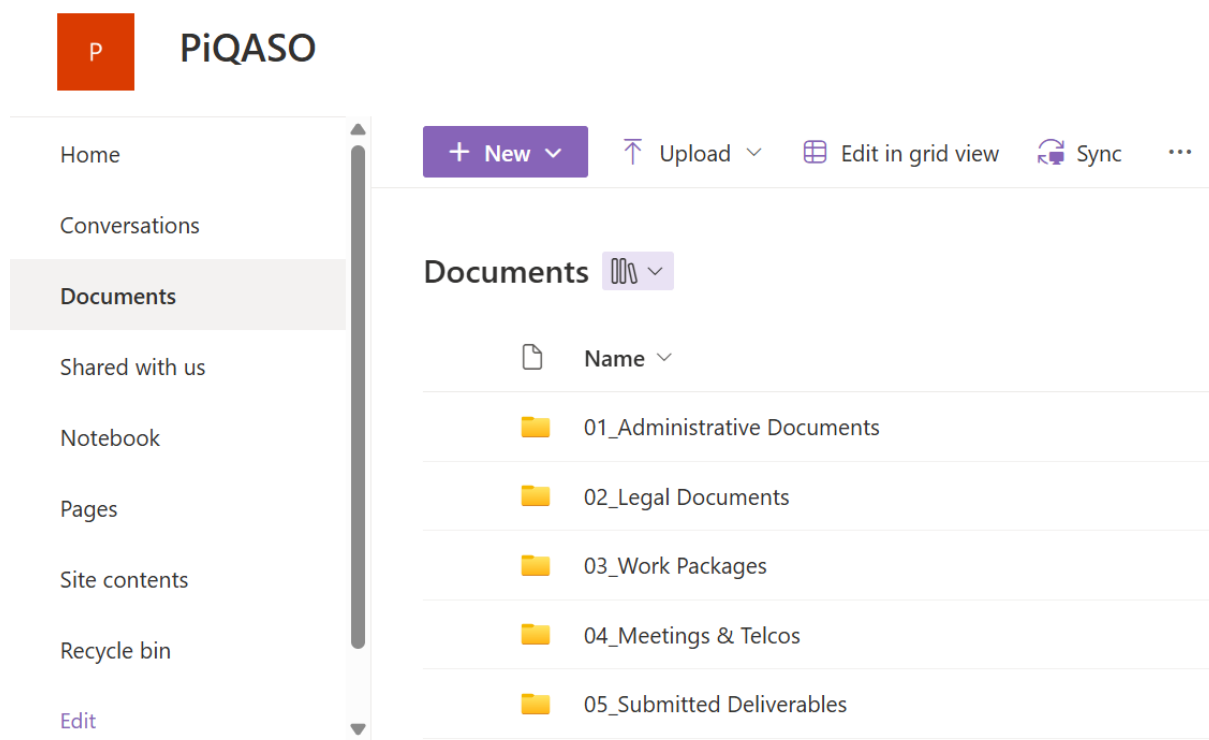 P
PiQASO
Home
Conversations
Documents
Shared with us
Notebook
Pages
Site contents
Recycle bin
Edit
+ New
Upload
Edit in grid view
Sync
...
Documents
Name
01_Administrative Documents
02_Legal Documents
03_Work Packages
04_Meetings & Telcos
05_Submitted Deliverables